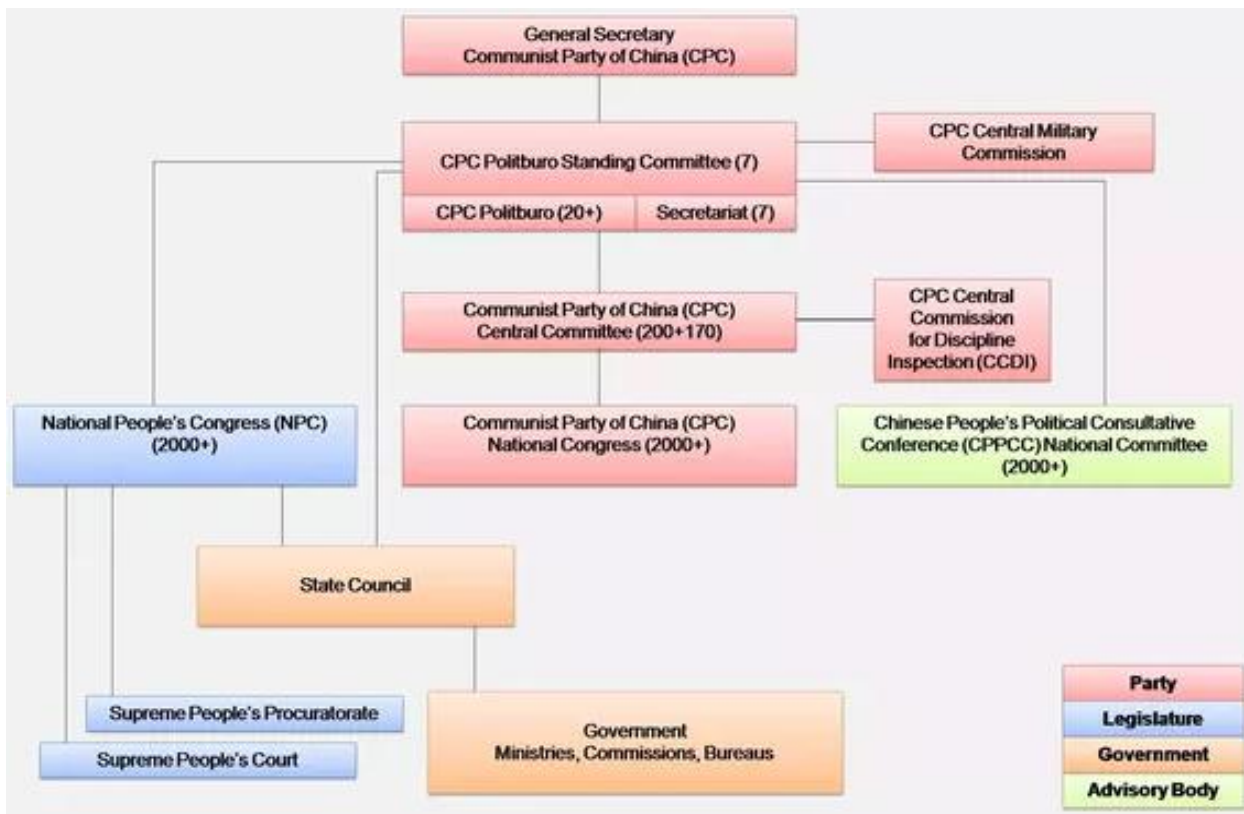 General Secretary
Communist Party of China (CPC)
CPC Politburo Standing Committee (7)
CPC Central Military
Commission
CPC Politburo (20+)
Secretariat (7)
Communist Party of China (CPC)
Central Committee (200+170)
CPC Central
Commission
for Discipline
Inspection (CCDI)
National People's Congress (NPC)
(2000+)
Communist Party of China (CPC)
National Congress (2000+)
Chinese People's Political Consultative
Conference (CPPCC) National Committee
(2000+)
State Council
Supreme People's Procuratorate
Supreme People's Court
Government
Ministries, Commissions, Bureaus
Party
Legislature
Government
Advisory Body